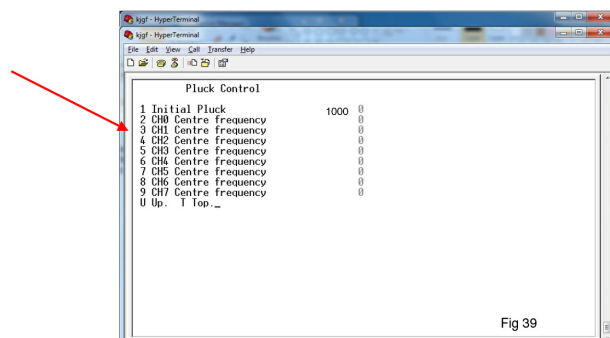 kjgf - HyperTerminal
kjgf - HyperTerminal
File Edit View Call Transfer Help
Pluck Control
1 Initial Pluck 1000 0
2 CH0 Centre frequency 0
3 CH1 Centre frequency 0
4 CH2 Centre frequency 0
5 CH3 Centre frequency 0
6 CH4 Centre frequency 0
7 CH5 Centre frequency 0
8 CH6 Centre frequency 0
9 CH7 Centre frequency 0
U Up. T Top._
Fig 39